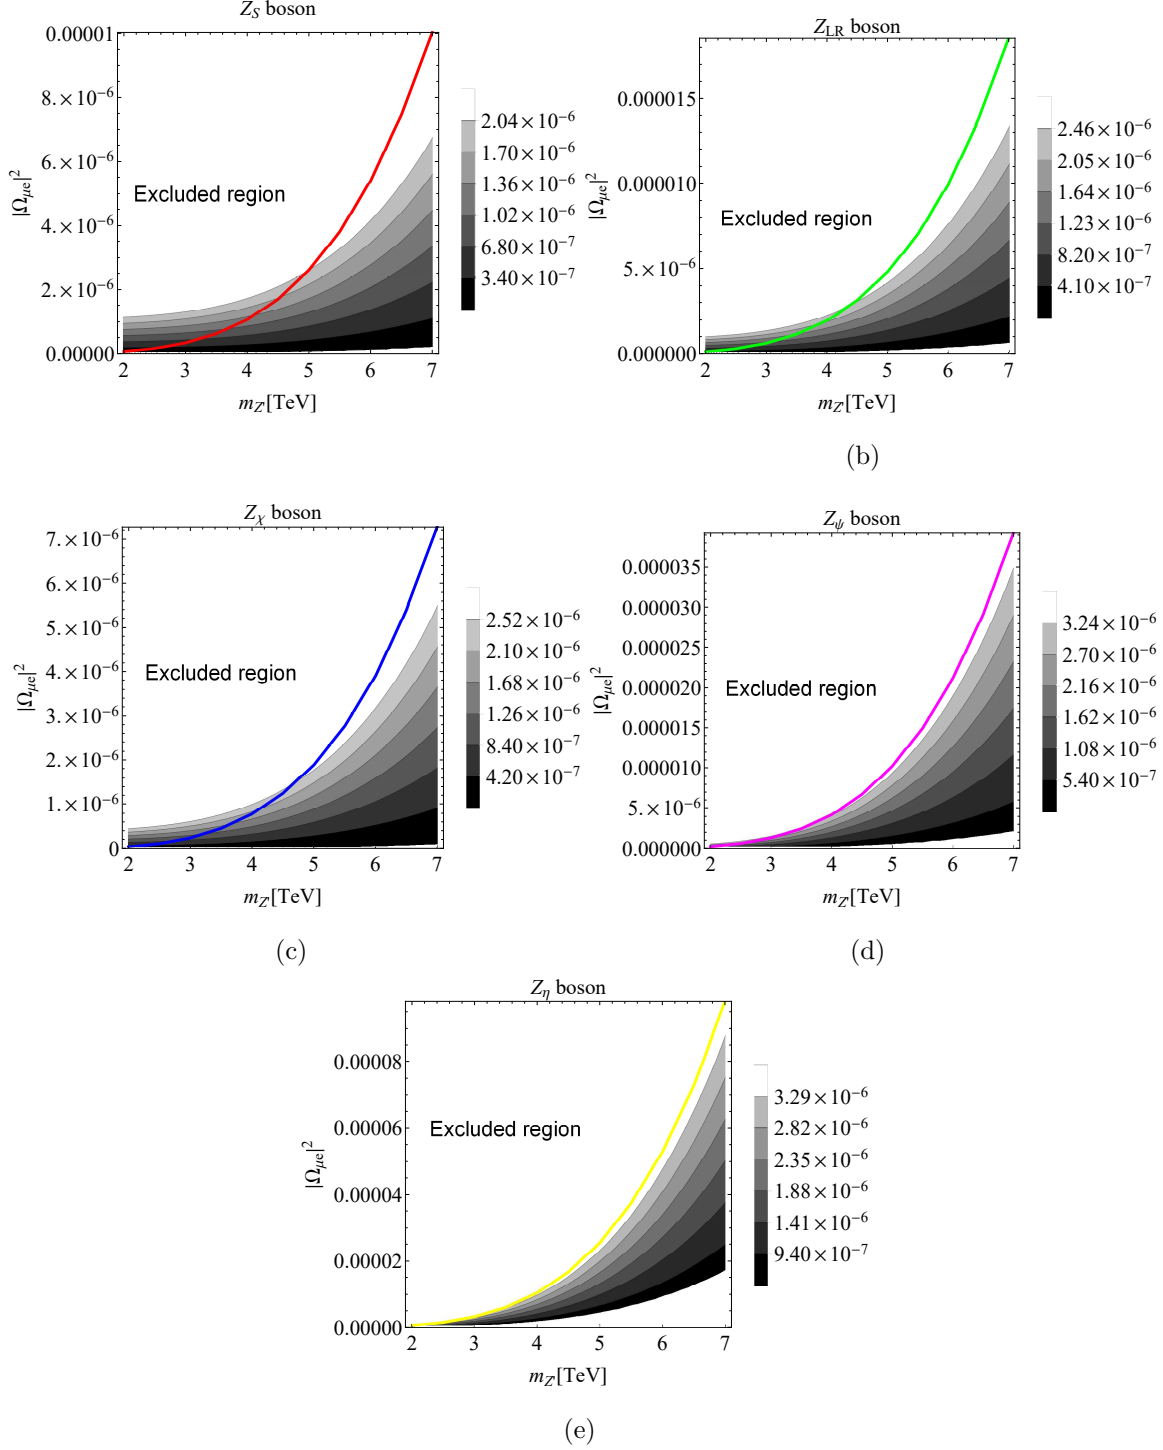 Z_S boson
0.00001
8.×10⁻⁶
6.×10⁻⁶
4.×10⁻⁶
2.×10⁻⁶
0.00000
|Ω_μe|²
Excluded region
2 3 4 5 6 7
m_Z'[TeV]
2.04×10⁻⁶
1.70×10⁻⁶
1.36×10⁻⁶
1.02×10⁻⁶
6.80×10⁻⁷
3.40×10⁻⁷
Z_LR boson
0.000015
0.000010
5.×10⁻⁶
0.000000
|Ω_μe|²
Excluded region
2 3 4 5 6 7
m_Z'[TeV]
2.46×10⁻⁶
2.05×10⁻⁶
1.64×10⁻⁶
1.23×10⁻⁶
8.20×10⁻⁷
4.10×10⁻⁷
(b)
Z_χ boson
7.×10⁻⁶
6.×10⁻⁶
5.×10⁻⁶
4.×10⁻⁶
3.×10⁻⁶
2.×10⁻⁶
1.×10⁻⁶
0
|Ω_μe|²
Excluded region
2 3 4 5 6 7
m_Z'[TeV]
2.52×10⁻⁶
2.10×10⁻⁶
1.68×10⁻⁶
1.26×10⁻⁶
8.40×10⁻⁷
4.20×10⁻⁷
(c)
Z_ψ boson
0.000035
0.000030
0.000025
0.000020
0.000015
0.000010
5.×10⁻⁶
0.000000
|Ω_μe|²
Excluded region
2 3 4 5 6 7
m_Z'[TeV]
3.24×10⁻⁶
2.70×10⁻⁶
2.16×10⁻⁶
1.62×10⁻⁶
1.08×10⁻⁶
5.40×10⁻⁷
(d)
Z_η boson
0.00008
0.00006
0.00004
0.00002
0.00000
|Ω_μe|²
Excluded region
2 3 4 5 6 7
m_Z'[TeV]
3.29×10⁻⁶
2.82×10⁻⁶
2.35×10⁻⁶
1.88×10⁻⁶
1.41×10⁻⁶
9.40×10⁻⁷
(e)